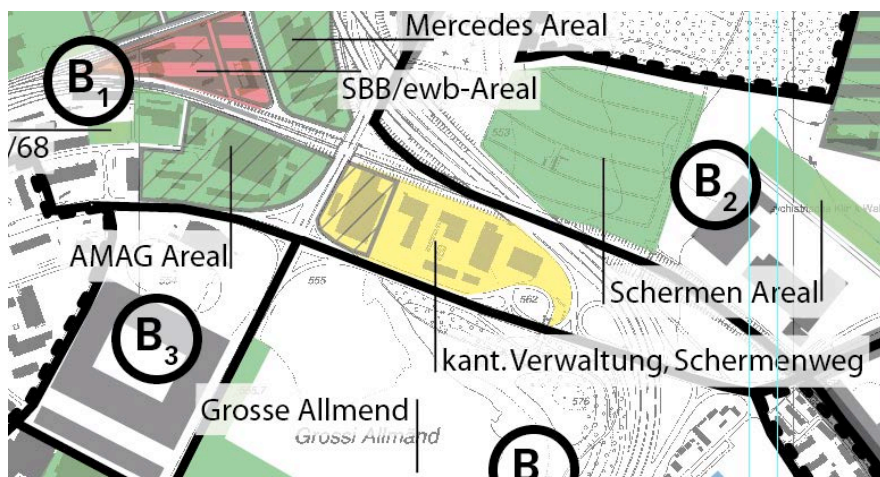 Mercedes Areal
B1
SBB/ewb-Areal
/68
553
B2
AMAG Areal
555
562
Schermen Areal
B3
kant. Verwaltung, Schermenweg
576
Grosse Allmend
Grossi Allmänd
B